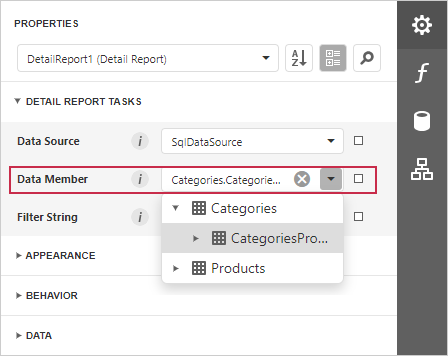 PROPERTIES
DetailReport1 (Detail Report)
A
Z
DETAIL REPORT TASKS
Data Source i SqlDataSource
Data Member i Categories.Categorie...
Filter String i
Categories
CategoriesPro...
Products
APPEARANCE
BEHAVIOR
DATA
f